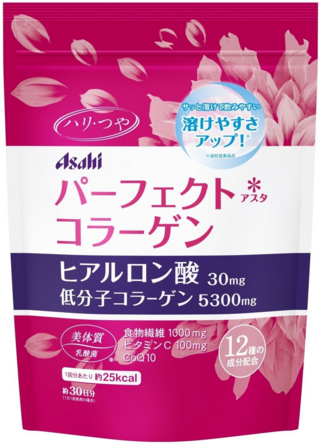 ハリ・つや
サッと溶けて飲みやすい
溶けやすさ
アップ!*
Asahi
パーフェクト*
アスタ
コラーゲン
ヒアルロン酸 30mg
低分子コラーゲン 5300mg
美体質
乳酸菌
食物繊維 1000mg
ビタミンC 100mg
CoQ10
12種の
成分配合
1回分あたり 約25kcal
約30日分